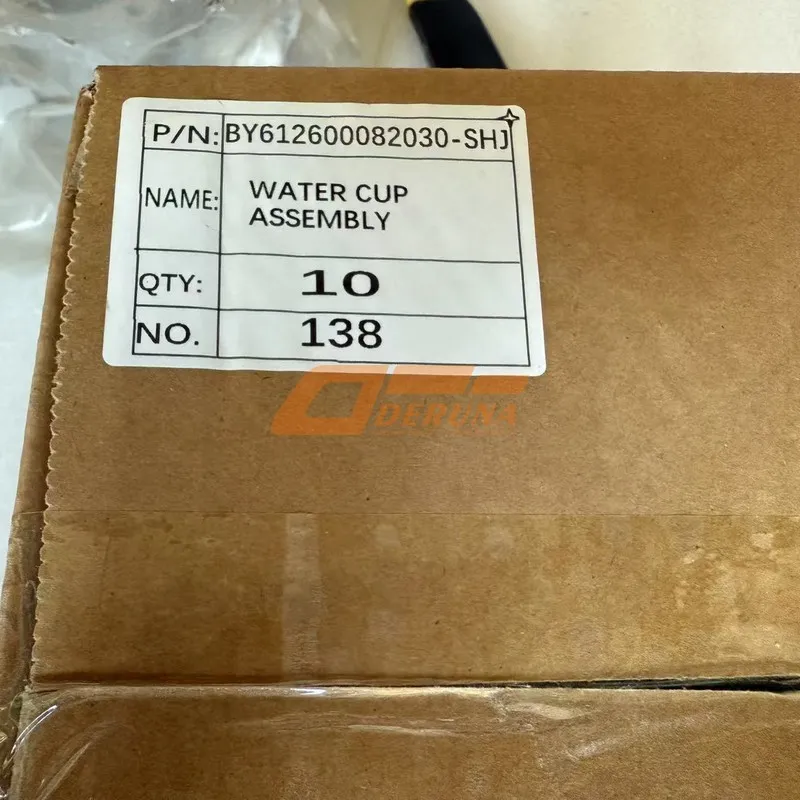 P/N: BY612600082030-SHJ
NAME: WATER CUP
ASSEMBLY
QTY: 10
NO. 138
DERUNA